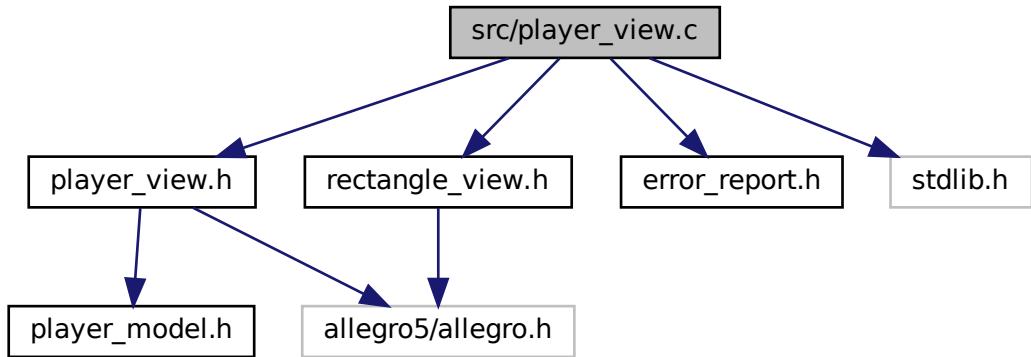 src/player_view.c
player_view.h
rectangle_view.h
error_report.h
stdlib.h
player_model.h
allegro5/allegro.h